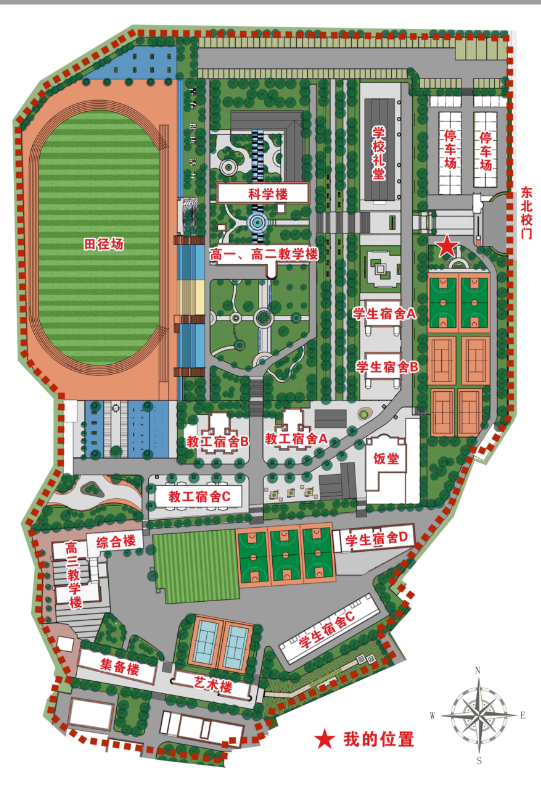 学校礼堂
停车场
停车场
东北校门
科学楼
田径场
高一、高二教学楼
学生宿舍A
学生宿舍B
教工宿舍B
教工宿舍A
饭堂
教工宿舍C
综合楼
高三教学楼
学生宿舍D
学生宿舍C
集备楼
艺术楼
N
W
E
S
我的位置